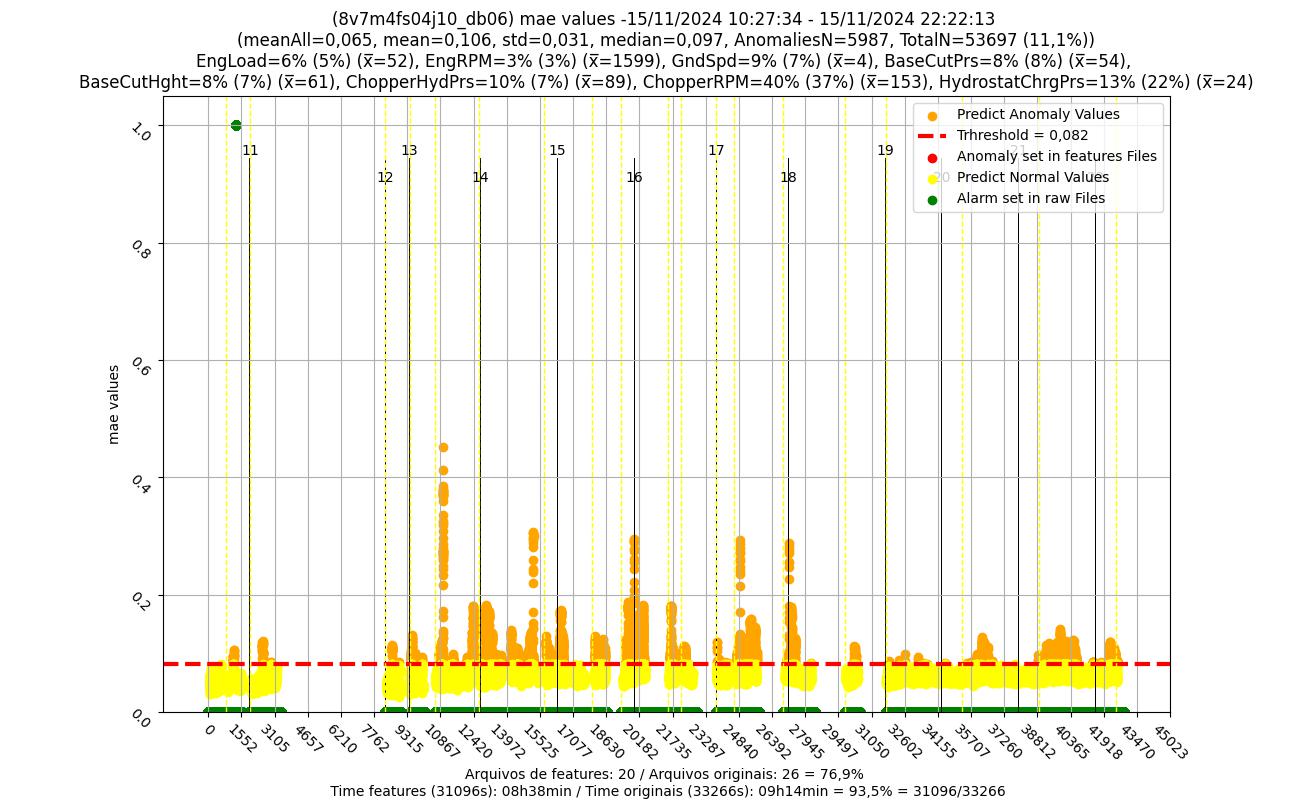 (8v7m4fs04j10_db06) mae values -15/11/2024 10:27:34 - 15/11/2024 22:22:13
(meanAll=0,065, mean=0,106, std=0,031, median=0,097, AnomaliesN=5987, TotalN=53697 (11,1%))
EngLoad=6% (5%) (x̅=52), EngRPM=3% (3%) (x̅=1599), GndSpd=9% (7%) (x̅=4), BaseCutPrs=8% (8%) (x̅=54),
BaseCutHght=8% (7%) (x̅=61), ChopperHydPrs=10% (7%) (x̅=89), ChopperRPM=40% (37%) (x̅=153), HydrostatChrgPrs=13% (22%) (x̅=24)
Predict Anomaly Values
Trhreshold = 0,082
Anomaly set in features Files
Predict Normal Values
Alarm set in raw Files
11 13 15 17 19 21
12 14 16 18 20
mae values
1.0
0.8
0.6
0.4
0.2
0.0
0 1552 3105 4657 6210 7762 9315 10867 12420 13972 15525 17077 18630 20182 21735 23287 24840 26392 27945 29497 31050 32602 34155 35707 37260 38812 40365 41918 43470 45023
Arquivos de features: 20 / Arquivos originais: 26 = 76,9%
Time features (31096s): 08h38min / Time originais (33266s): 09h14min = 93,5% = 31096/33266